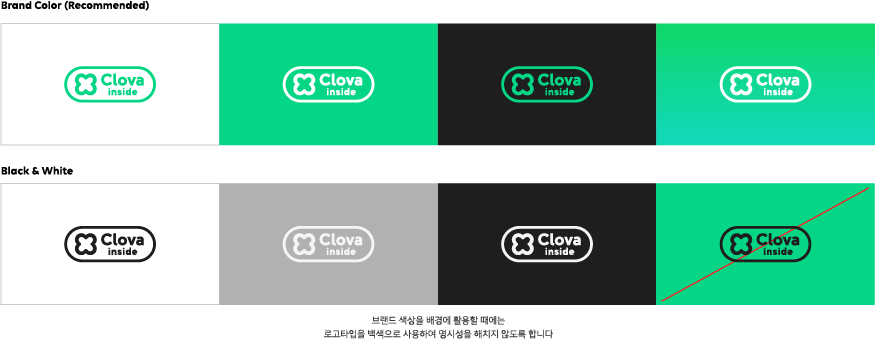 Brand Color (Recommended)
Clova
inside
Clova
inside
Clova
inside
Clova
inside
Black & White
Clova
inside
Clova
inside
Clova
inside
Clova
inside
브랜드 색상을 배경에 활용할 때에는
로고타입을 백색으로 사용하여 명시성을 해치지 않도록 합니다